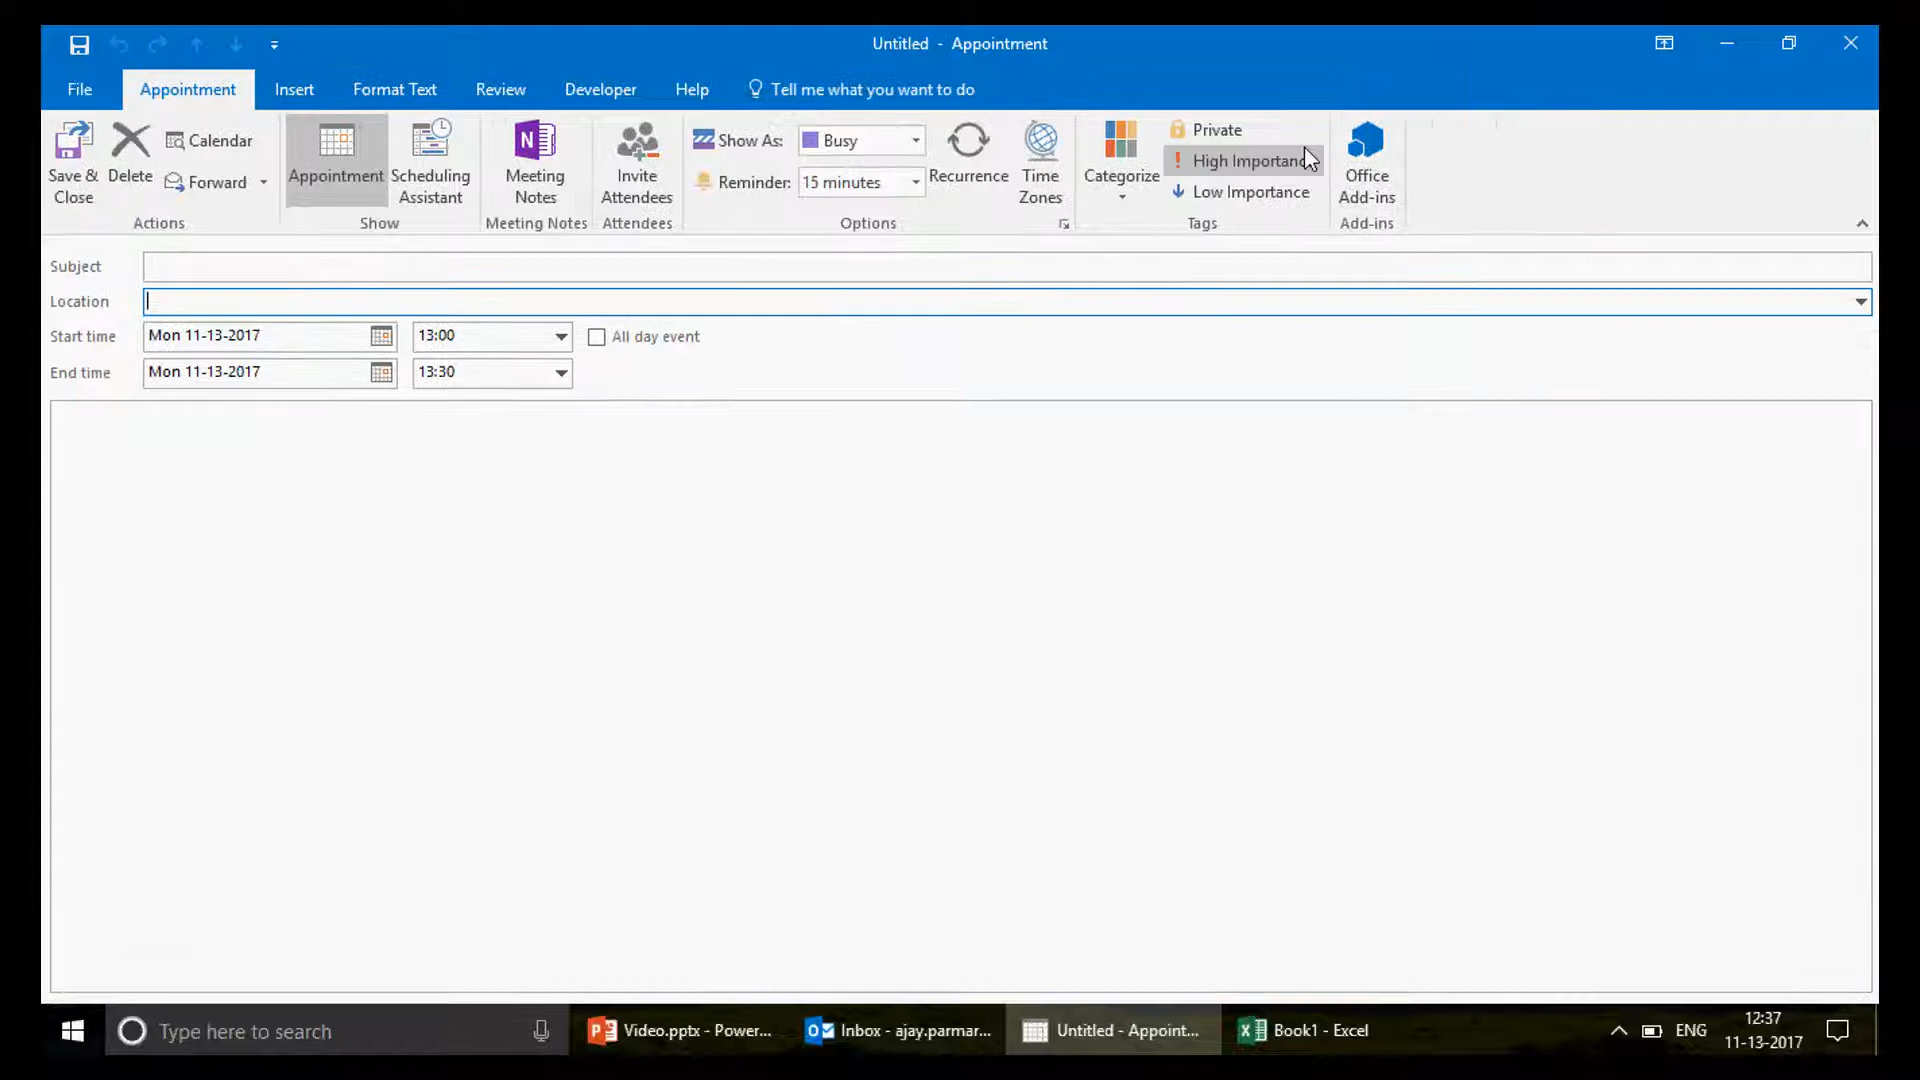 Untitled - Appointment
File
Appointment
Insert
Format Text
Review
Developer
Help
Tell me what you want to do
Save & Close
Delete
Calendar
Forward
Actions
Appointment
Scheduling Assistant
Show
Meeting Notes
Meeting Notes
Invite Attendees
Attendees
Show As:
Busy
Reminder:
15 minutes
Recurrence
Time Zones
Options
Categorize
Private
High Importanc
Low Importance
Tags
Office Add-ins
Add-ins
Subject
Location
Start time
Mon 11-13-2017
13:00
All day event
End time
Mon 11-13-2017
13:30
Type here to search
Video.pptx - Power...
Inbox - ajay.parmar...
Untitled - Appoint...
Book1 - Excel
ENG
12:37
11-13-2017